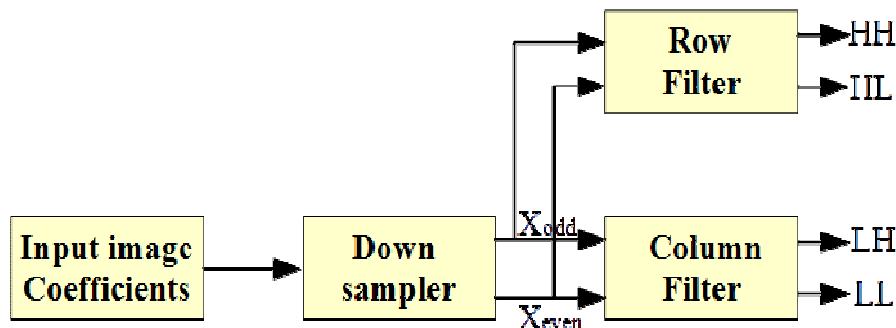 Row
Filter
HH
HL
Input image
Coefficients
Down
sampler
Xodd
Xeven
Column
Filter
LH
LL